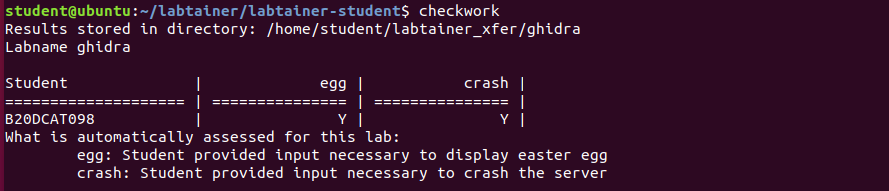 student@ubuntu:~/labtainer/labtainer-student$ checkwork
Results stored in directory: /home/student/labtainer_xfer/ghidra
Labname ghidra
Student | egg | crash |
==================== | =============== | =============== |
B20DCAT098 | Y | Y |
What is automatically assessed for this lab:
egg: Student provided input necessary to display easter egg
crash: Student provided input necessary to crash the server